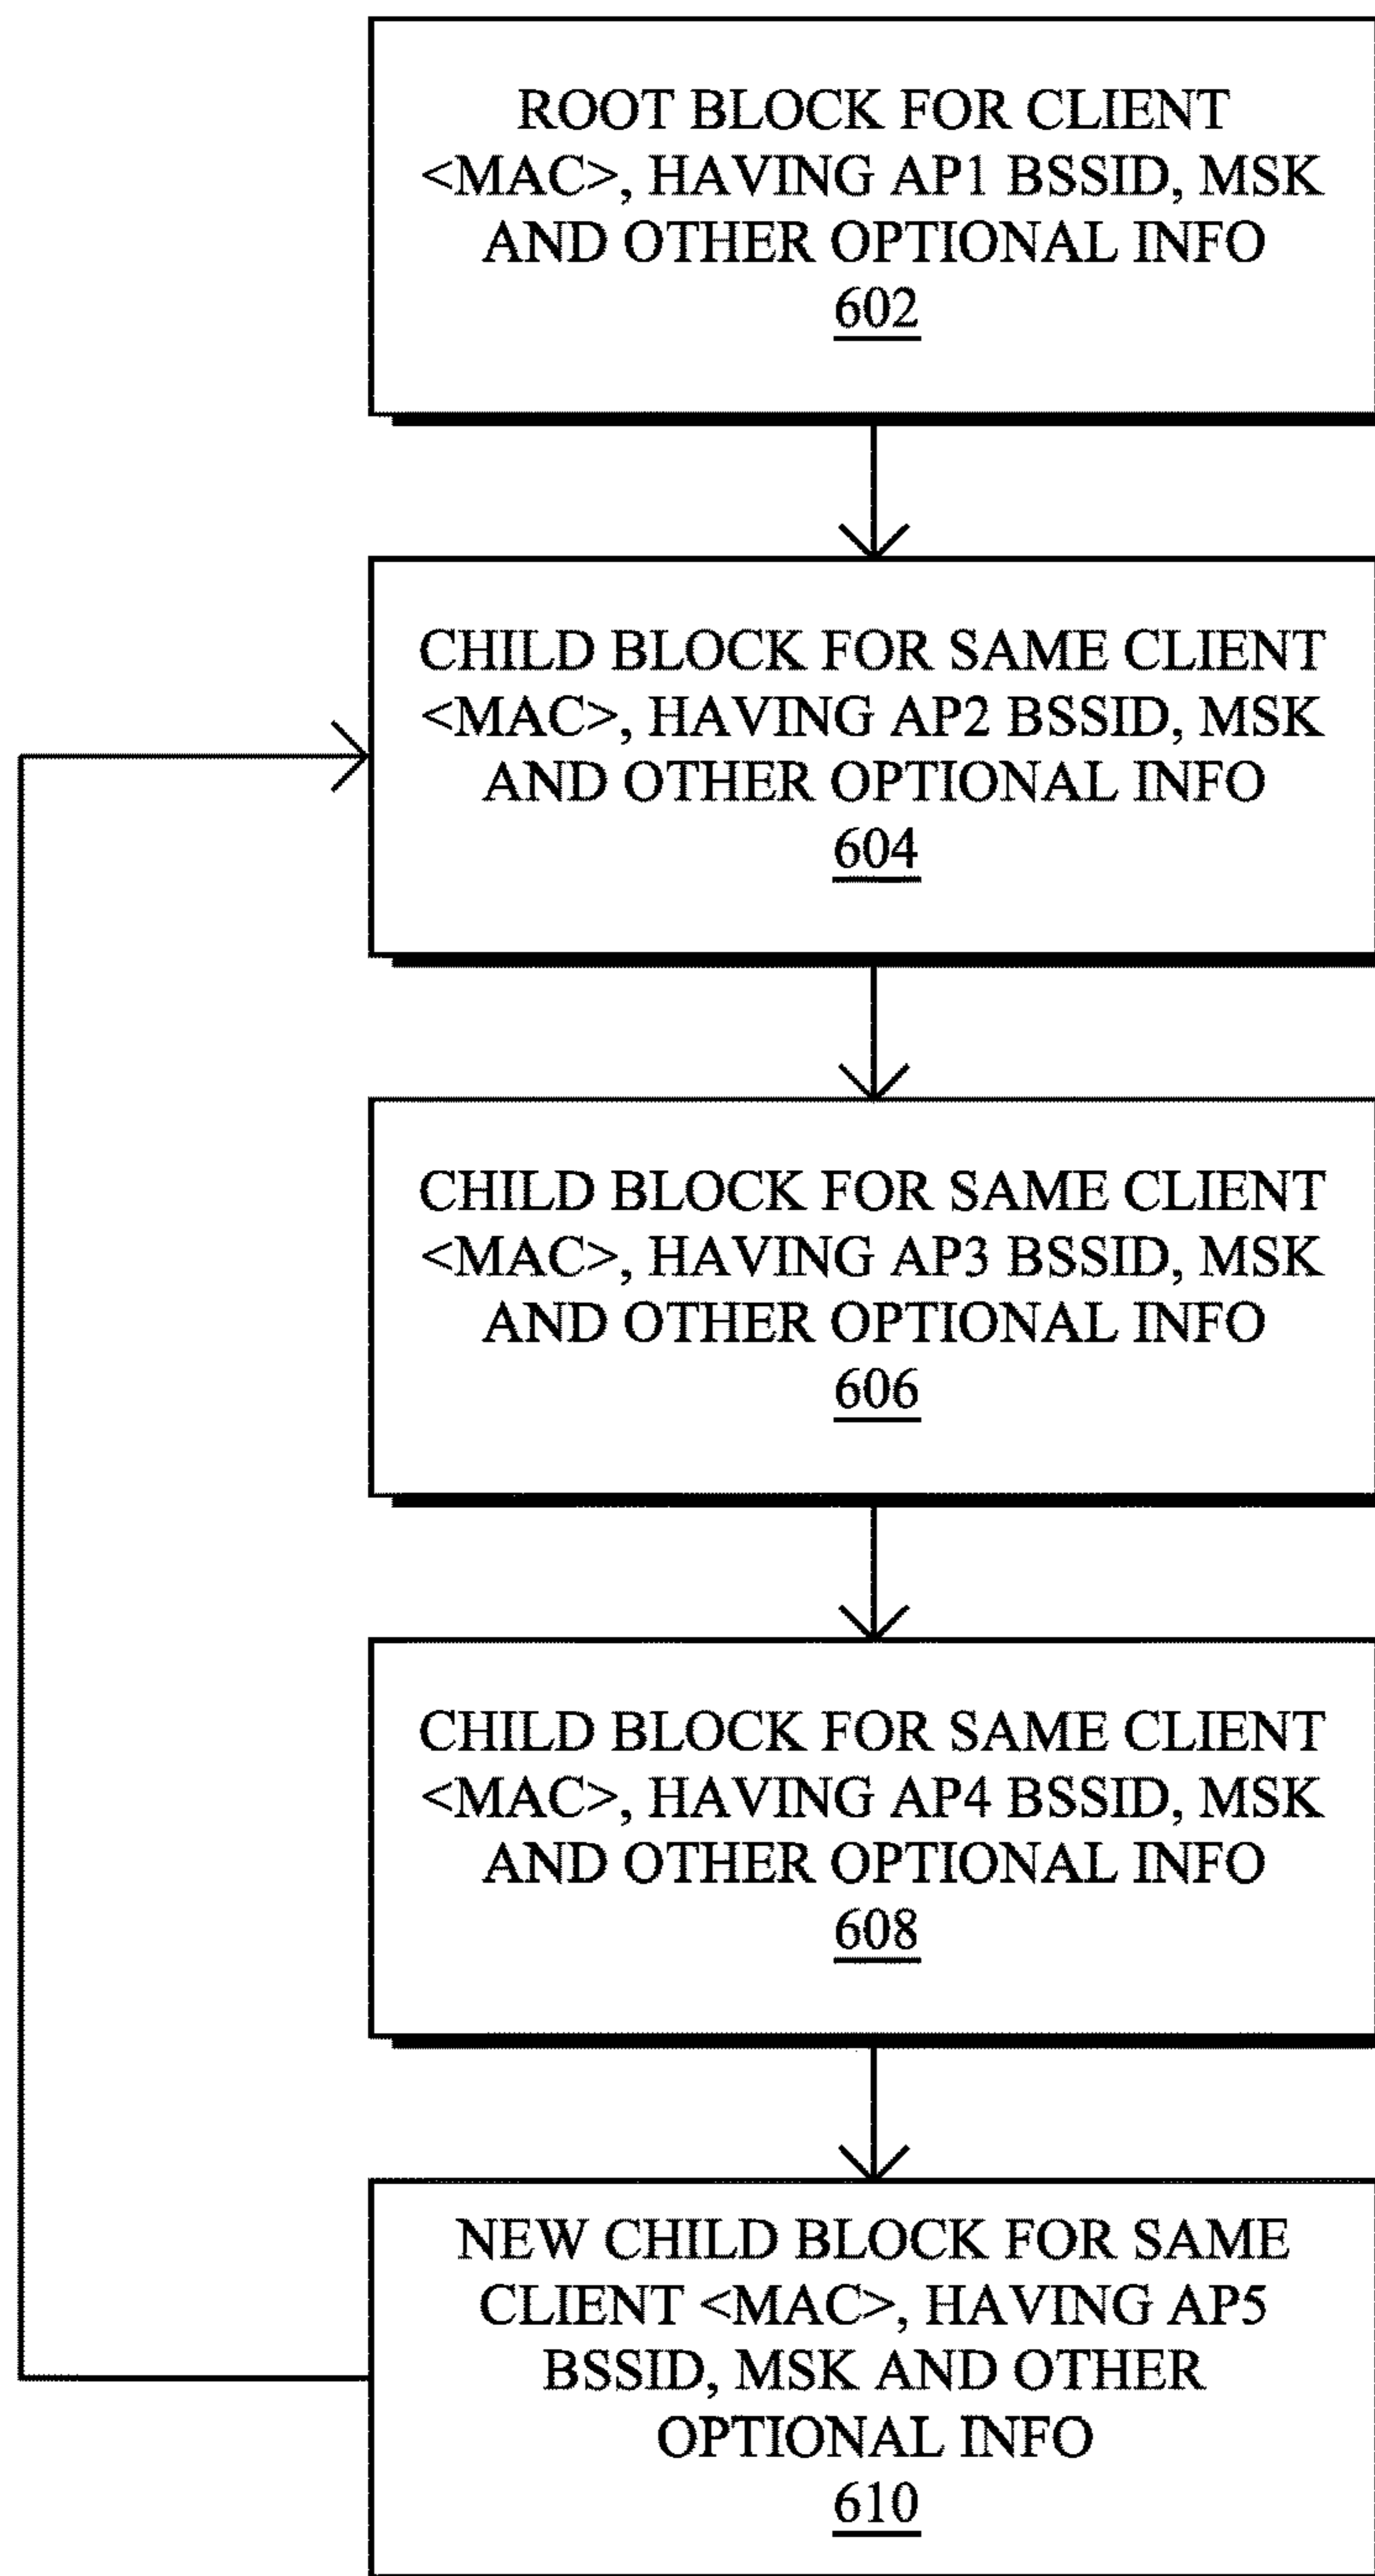 ROOT BLOCK FOR CLIENT
<MAC>, HAVING AP1 BSSID, MSK
AND OTHER OPTIONAL INFO
602
CHILD BLOCK FOR SAME CLIENT
<MAC>, HAVING AP2 BSSID, MSK
AND OTHER OPTIONAL INFO
604
CHILD BLOCK FOR SAME CLIENT
<MAC>, HAVING AP3 BSSID, MSK
AND OTHER OPTIONAL INFO
606
CHILD BLOCK FOR SAME CLIENT
<MAC>, HAVING AP4 BSSID, MSK
AND OTHER OPTIONAL INFO
608
NEW CHILD BLOCK FOR SAME
CLIENT <MAC>, HAVING AP5
BSSID, MSK AND OTHER
OPTIONAL INFO
610